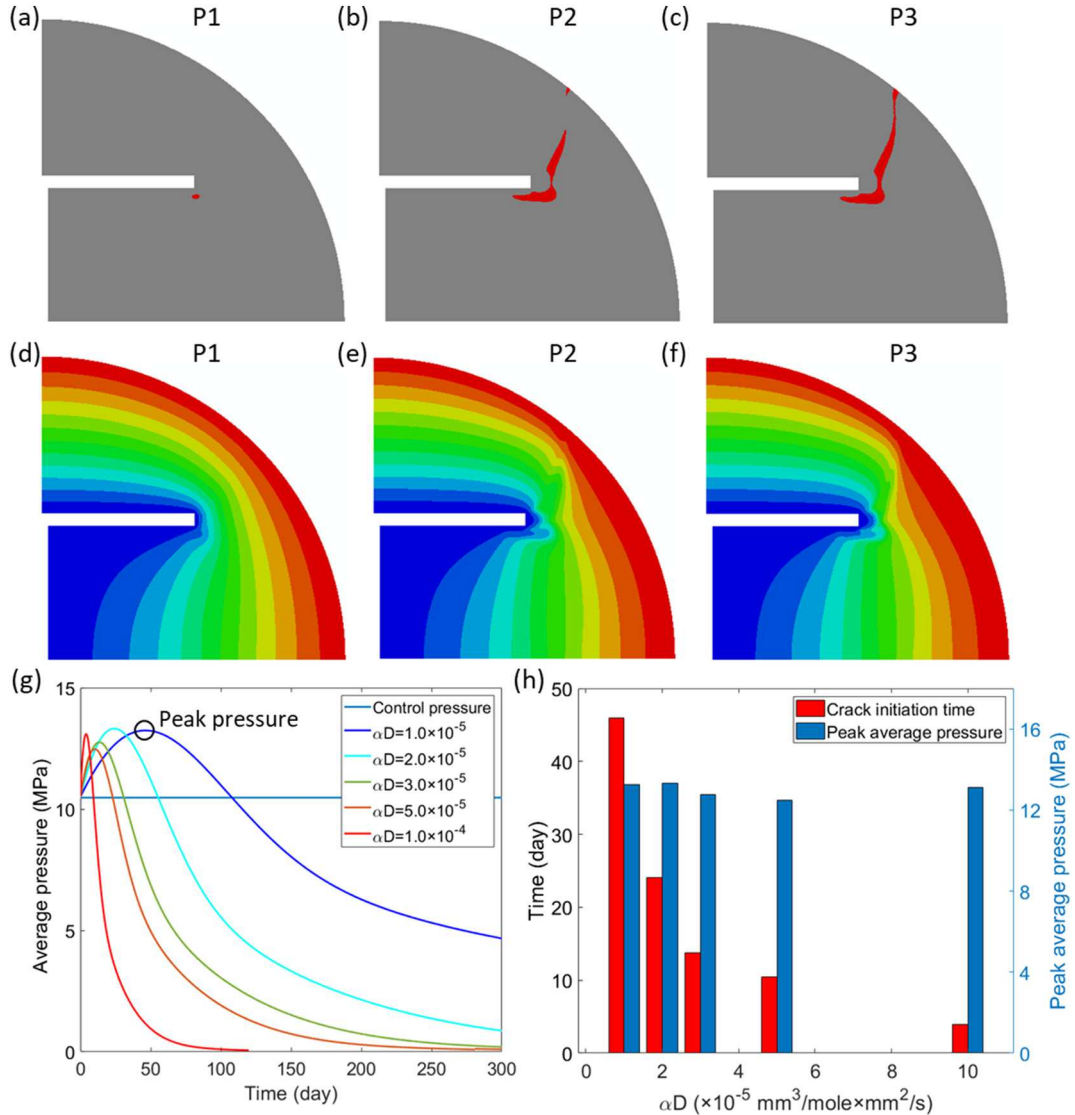 (a) P1
(b) P2
(c) P3
(d) P1
(e) P2
(f) P3
(g)
15
10
5
0
Average pressure (MPa)
Peak pressure
Control pressure
αD=1.0×10⁻⁵
αD=2.0×10⁻⁵
αD=3.0×10⁻⁵
αD=5.0×10⁻⁵
αD=1.0×10⁻⁴
0 50 100 150 200 250 300
Time (day)
(h)
50
40
30
20
10
0
Time (day)
Crack initiation time
Peak average pressure
16
12
8
4
0
Peak average pressure (MPa)
0 2 4 6 8 10
αD (×10⁻⁵ mm³/mole×mm²/s)